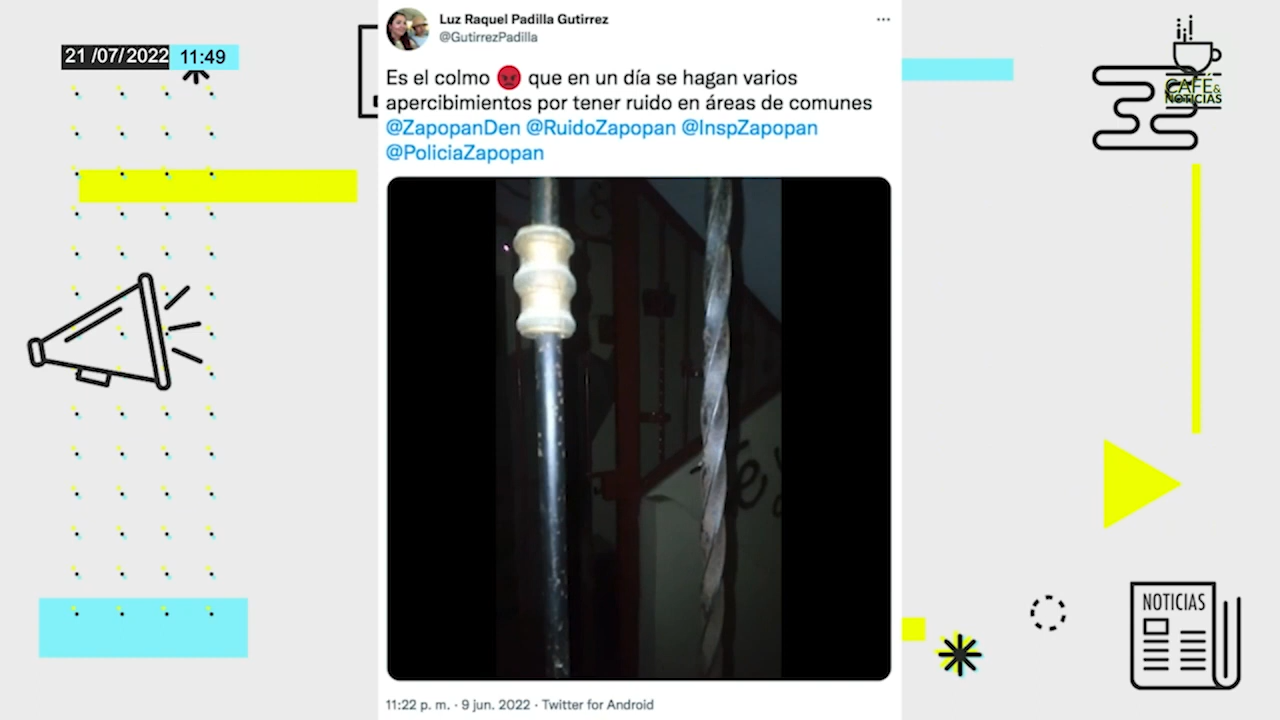 21 /07/ 2022 11:49
Luz Raquel Padilla Gutirrez
@GutirrezPadilla
Es el colmo 😡 que en un día se hagan varios
apercibimientos por tener ruido en áreas de comunes
@ZapopanDen @RuidoZapopan @InspZapopan
@PoliciaZapopan
11:22 p. m. · 9 jun. 2022 · Twitter for Android
CAFÉ&
NOTICIAS
NOTICIAS